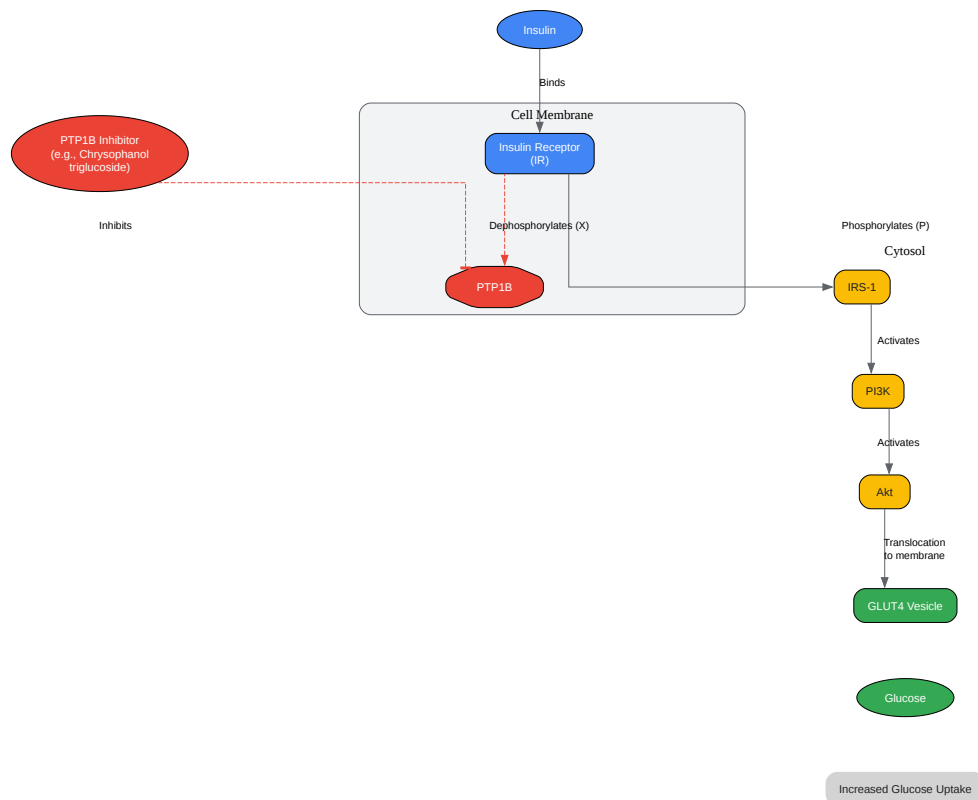 Insulin
Binds
Cell Membrane
PTP1B Inhibitor
(e.g., Chrysophanol
triglucoside)
Insulin Receptor
(IR)
Inhibits
Dephosphorylates (X)
Phosphorylates (P)
Cytosol
PTP1B
IRS-1
Activates
PI3K
Activates
Akt
Translocation
to membrane
GLUT4 Vesicle
Glucose
Increased Glucose Uptake